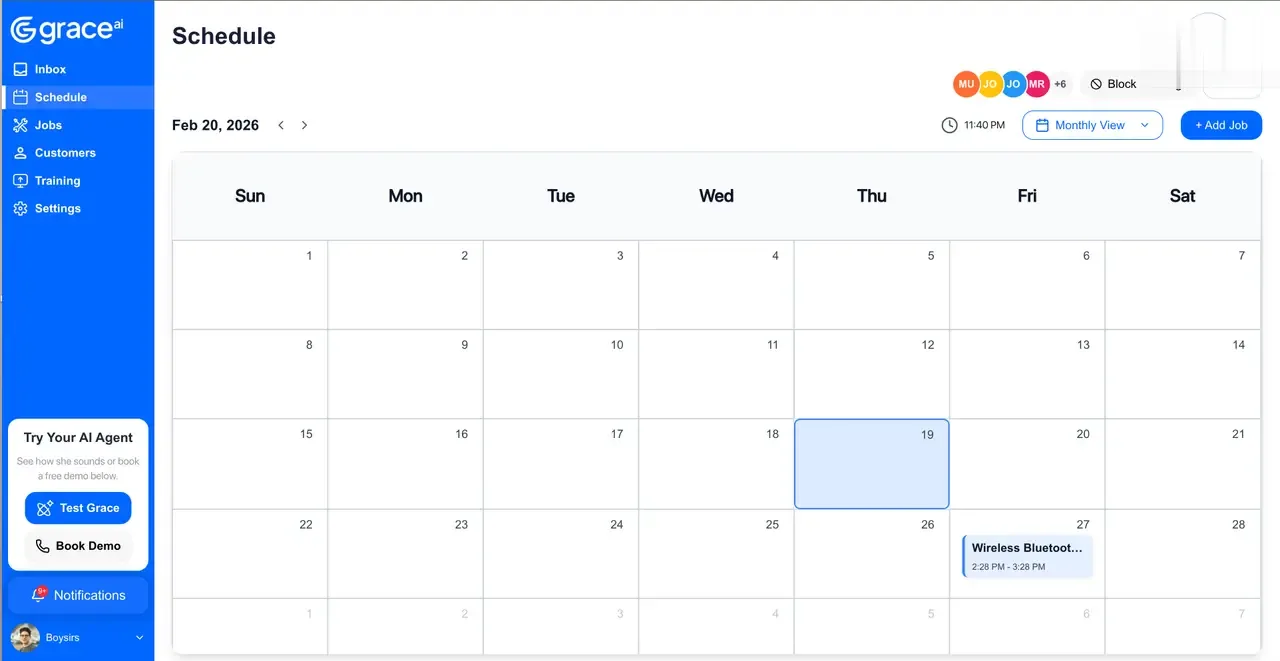 grace ai
Inbox
Schedule
Jobs
Customers
Training
Settings
Try Your AI Agent
See how she sounds or book
a free demo below.
Test Grace
Book Demo
9+
Notifications
Boysirs
Schedule
MU JO JO MR +6 Block
Feb 20, 2026 11:40 PM Monthly View + Add Job
Sun Mon Tue Wed Thu Fri Sat
1 2 3 4 5 6 7
8 9 10 11 12 13 14
15 16 17 18 19 20 21
22 23 24 25 26 27 28
Wireless Bluetoot...
2:28 PM - 3:28 PM
1 2 3 4 5 6 7